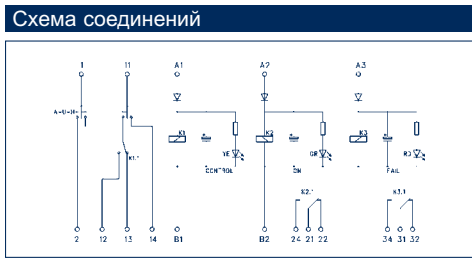 Схема соединений
1 11 A1 A2 A3
A-U-H
K1 K2 K3
YE GR RD
K1.1
CONTROL ON FAIL
K2.1 K3.1
2 12 13 14 B1 B2 24 21 22 34 31 32